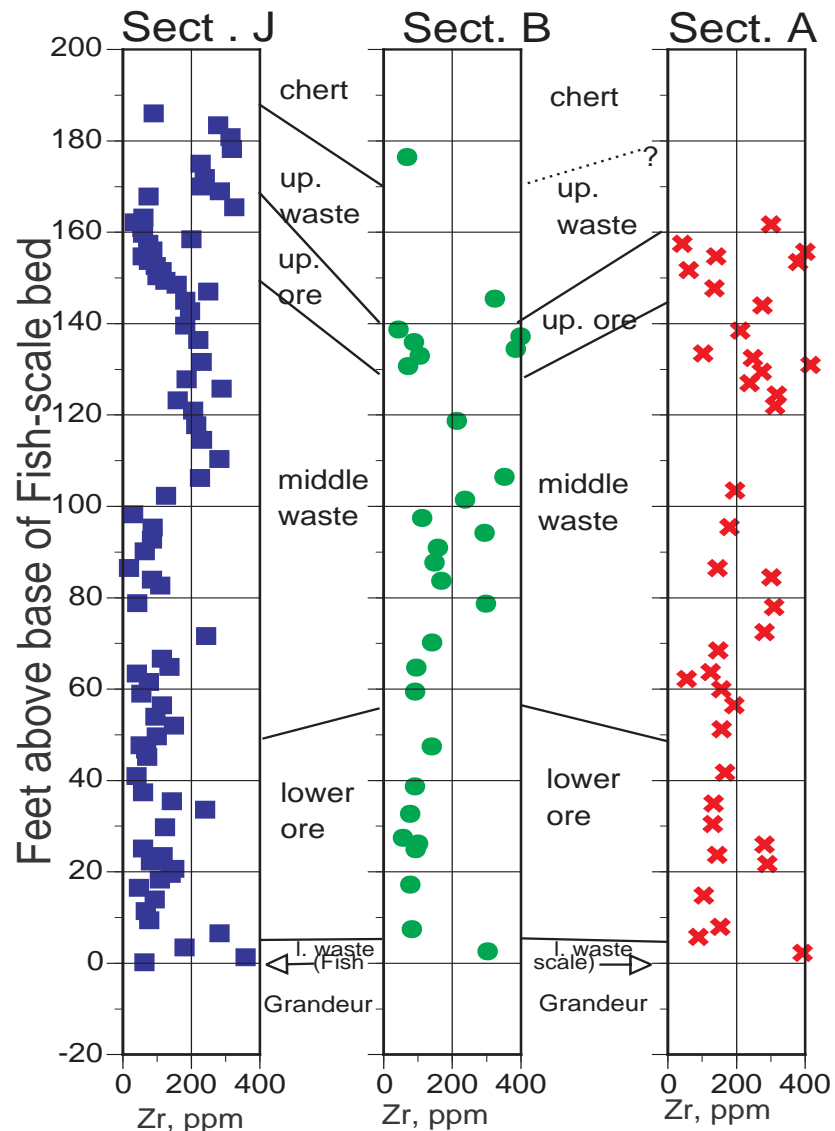 Sect . J
Sect. B
Sect. A
Feet above base of Fish-scale bed
200
180
160
140
120
100
80
60
40
20
0
-20
chert
up.
waste
up.
ore
middle
waste
lower
ore
l. waste
(Fish
Grandeur
chert
?
up.
waste
up. ore
middle
waste
lower
ore
l. waste
scale)
Grandeur
0 200 400
Zr, ppm
0 200 400
Zr, ppm
0 200 400
Zr, ppm